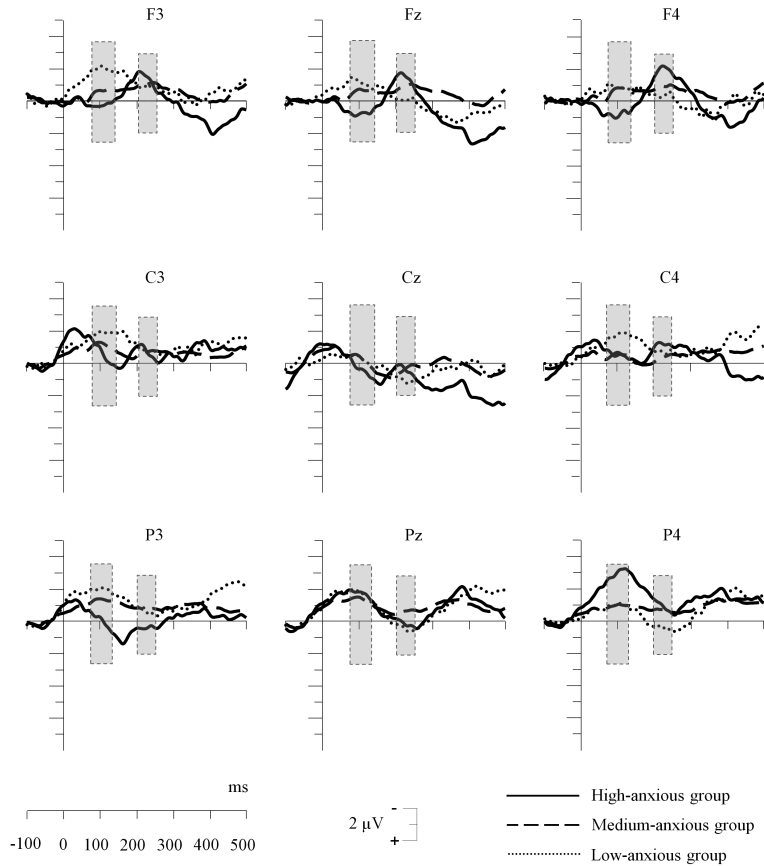 F3 Fz F4
C3 Cz C4
P3 Pz P4
ms
-100 0 100 200 300 400 500
2 µV
-
+
High-anxious group
Medium-anxious group
Low-anxious group